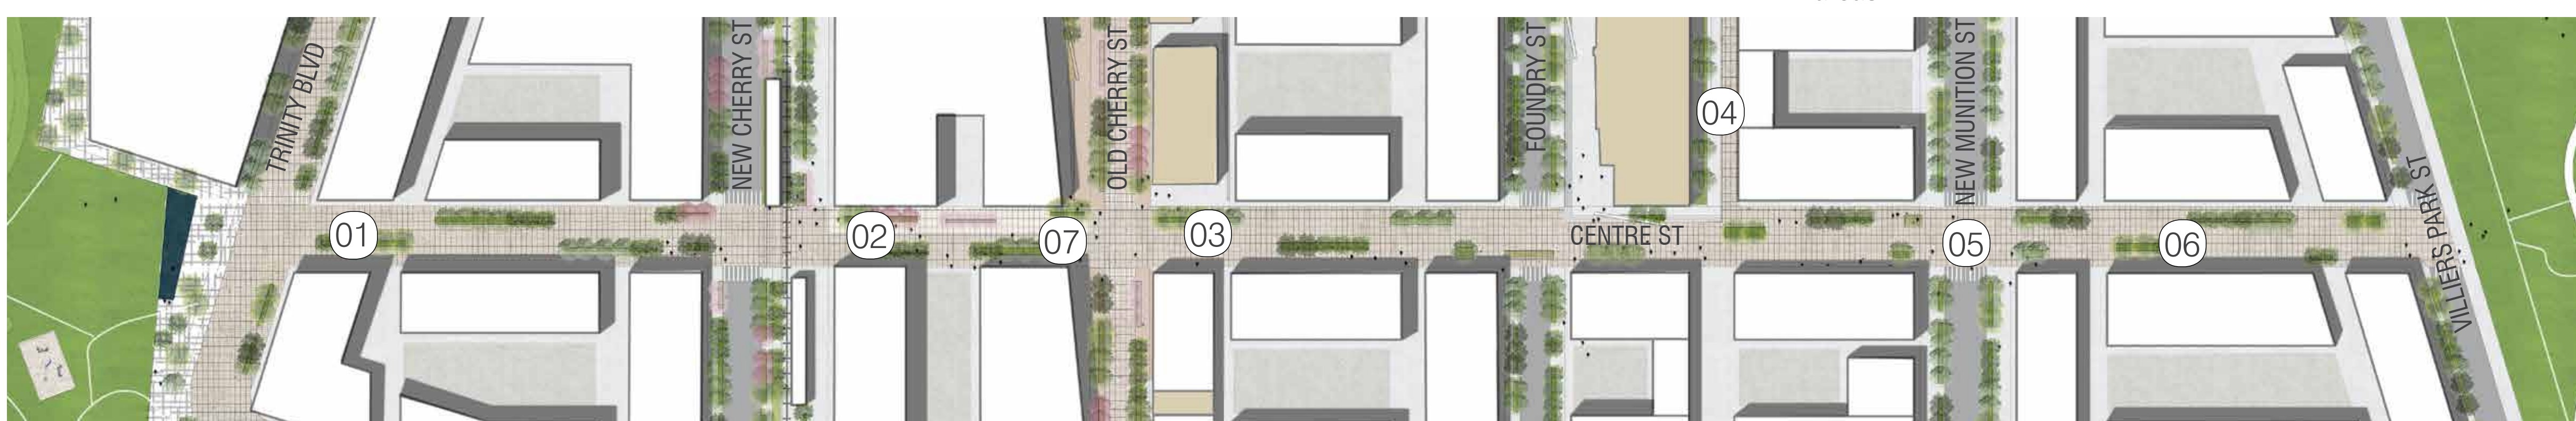 TRINITY BLVD
NEW CHERRY ST
OLD CHERRY ST
FOUNDRY ST
04
NEW MUNITION ST
VILLIERS PARK ST
01
02
07
03
CENTRE ST
05
06